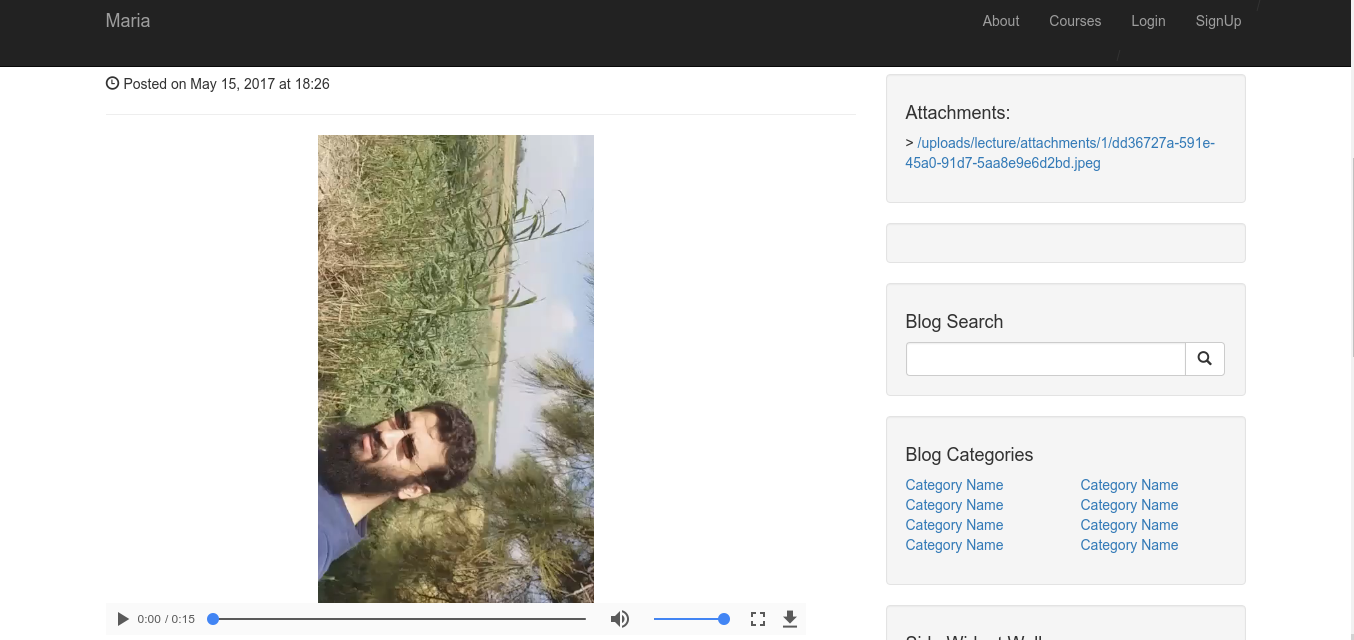 Maria
About Courses Login SignUp
Posted on May 15, 2017 at 18:26
0:00 / 0:15
Attachments:
> /uploads/lecture/attachments/1/dd36727a-591e-
45a0-91d7-5aa8e9e6d2bd.jpeg
Blog Search
Blog Categories
Category Name Category Name
Category Name Category Name
Category Name Category Name
Category Name Category Name